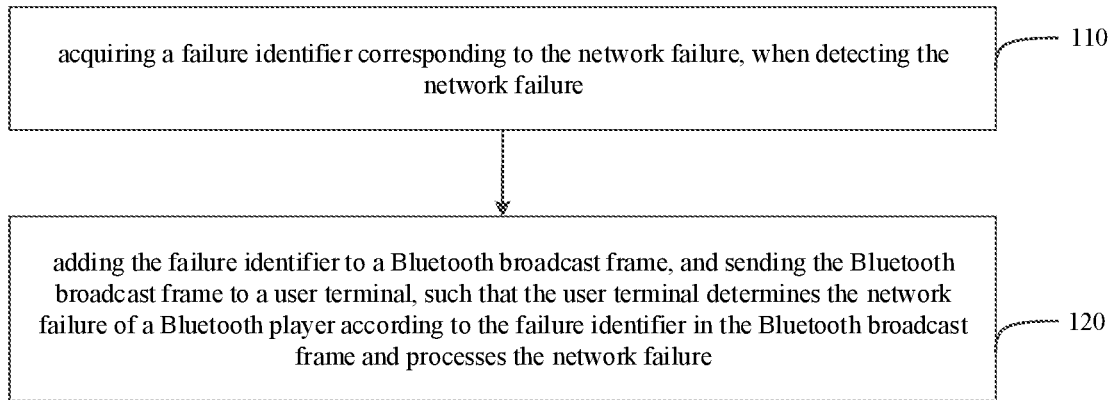 acquiring a failure identifier corresponding to the network failure, when detecting the
network failure
110
adding the failure identifier to a Bluetooth broadcast frame, and sending the Bluetooth
broadcast frame to a user terminal, such that the user terminal determines the network
failure of a Bluetooth player according to the failure identifier in the Bluetooth broadcast
frame and processes the network failure
120